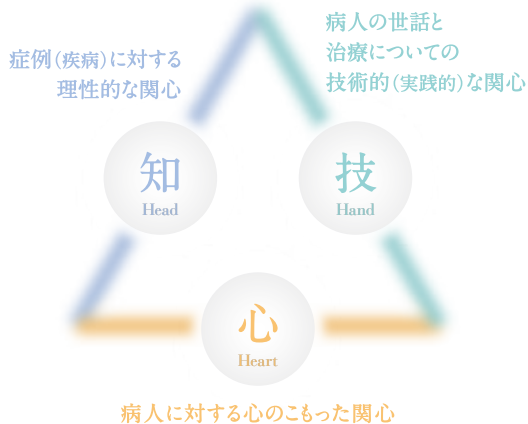 症例（疾病）に対する
理性的な関心
病人の世話と
治療についての
技術的（実践的）な関心
知
Head
技
Hand
心
Heart
病人に対する心のこもった関心